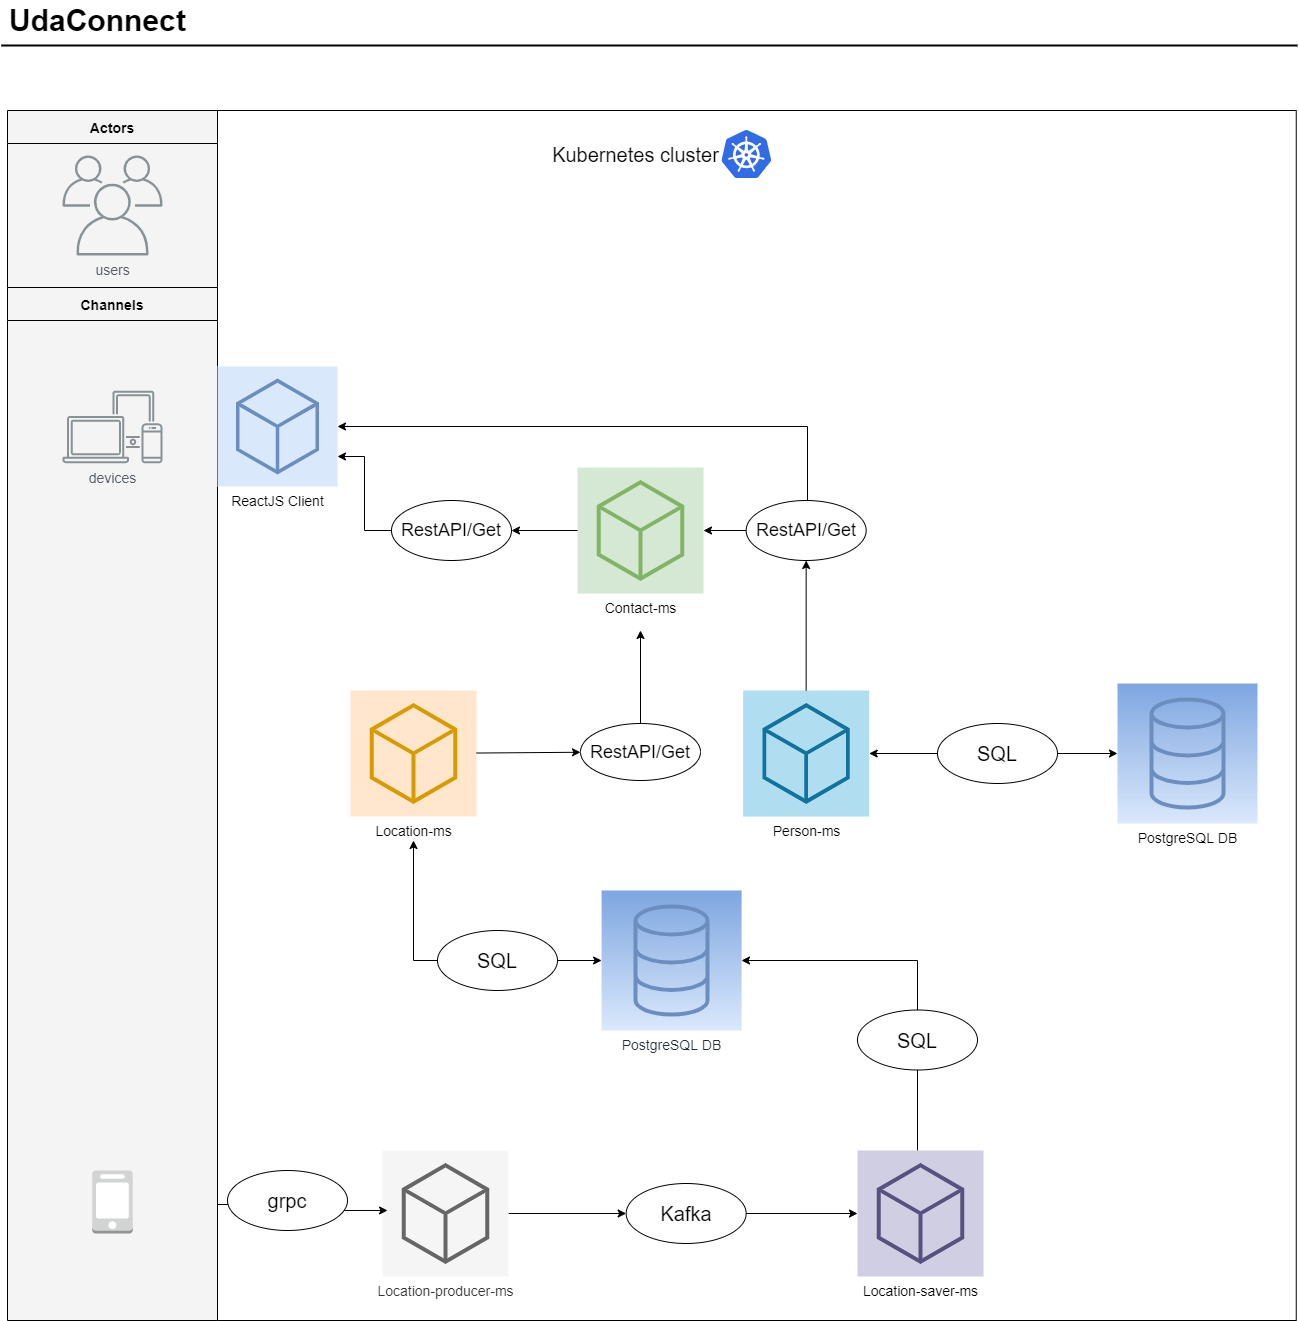 UdaConnect
Actors
Kubernetes cluster
users
Channels
devices
ReactJS Client
RestAPI/Get
RestAPI/Get
Contact-ms
RestAPI/Get
SQL
Location-ms
Person-ms
PostgreSQL DB
SQL
PostgreSQL DB
SQL
grpc
Kafka
Location-producer-ms
Location-saver-ms